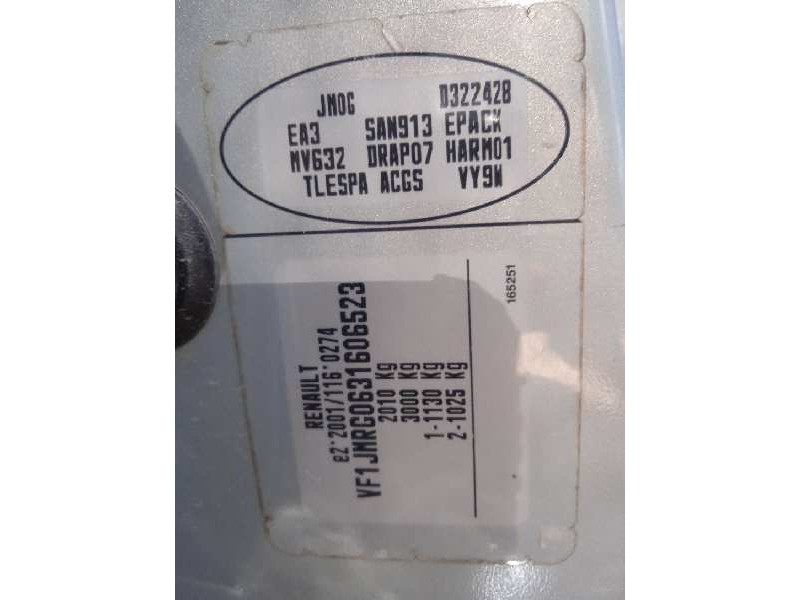 JM0G D322428
EA3 SAN913 EPACK
MV632 DRAP07 HARM01
TLESPA ACGS VY9W
RENAULT
e2*2001/116*0274
VF1JMRG0631606523
2010 Kg
3000 Kg
1-1130 Kg
2-1025 Kg
165251